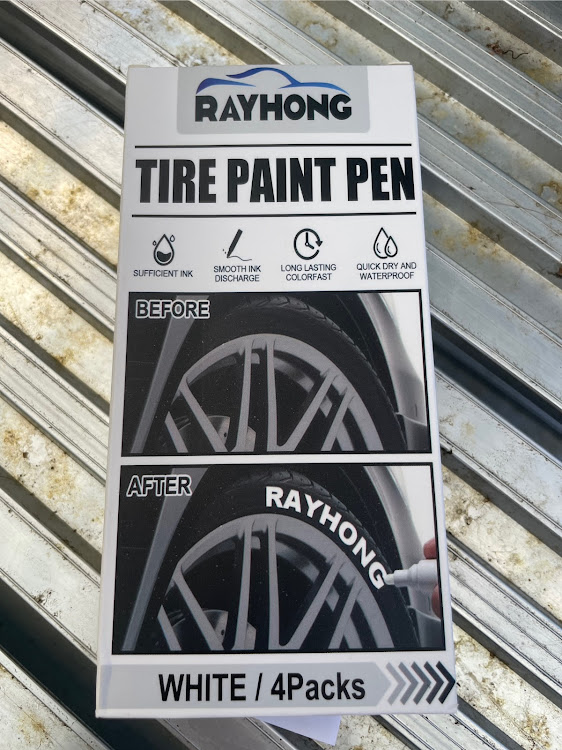 RAYHONG
TIRE PAINT PEN
SUFFICIENT INK
SMOOTH INK
DISCHARGE
LONG LASTING
COLORFAST
QUICK DRY AND
WATERPROOF
BEFORE
AFTER
RAYHONG
WHITE / 4Packs